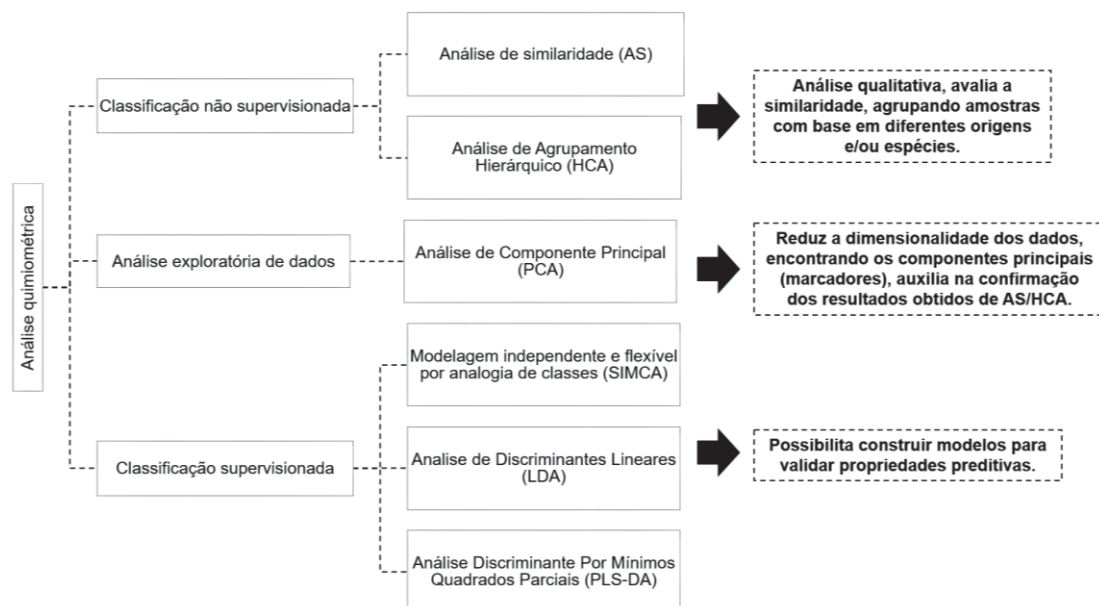 Análise quimiométrica
Classificação não supervisionada
Análise de similaridade (AS)
Análise de Agrupamento
Hierárquico (HCA)
Análise qualitativa, avalia a
similaridade, agrupando amostras
com base em diferentes origens
e/ou espécies.
Análise exploratória de dados
Análise de Componente Principal
(PCA)
Reduz a dimensionalidade dos dados,
encontrando os componentes principais
(marcadores), auxilia na confirmação
dos resultados obtidos de AS/HCA.
Classificação supervisionada
Modelagem independente e flexível
por analogia de classes (SIMCA)
Analise de Discriminantes Lineares
(LDA)
Análise Discriminante Por Mínimos
Quadrados Parciais (PLS-DA)
Possibilita construir modelos para
validar propriedades preditivas.